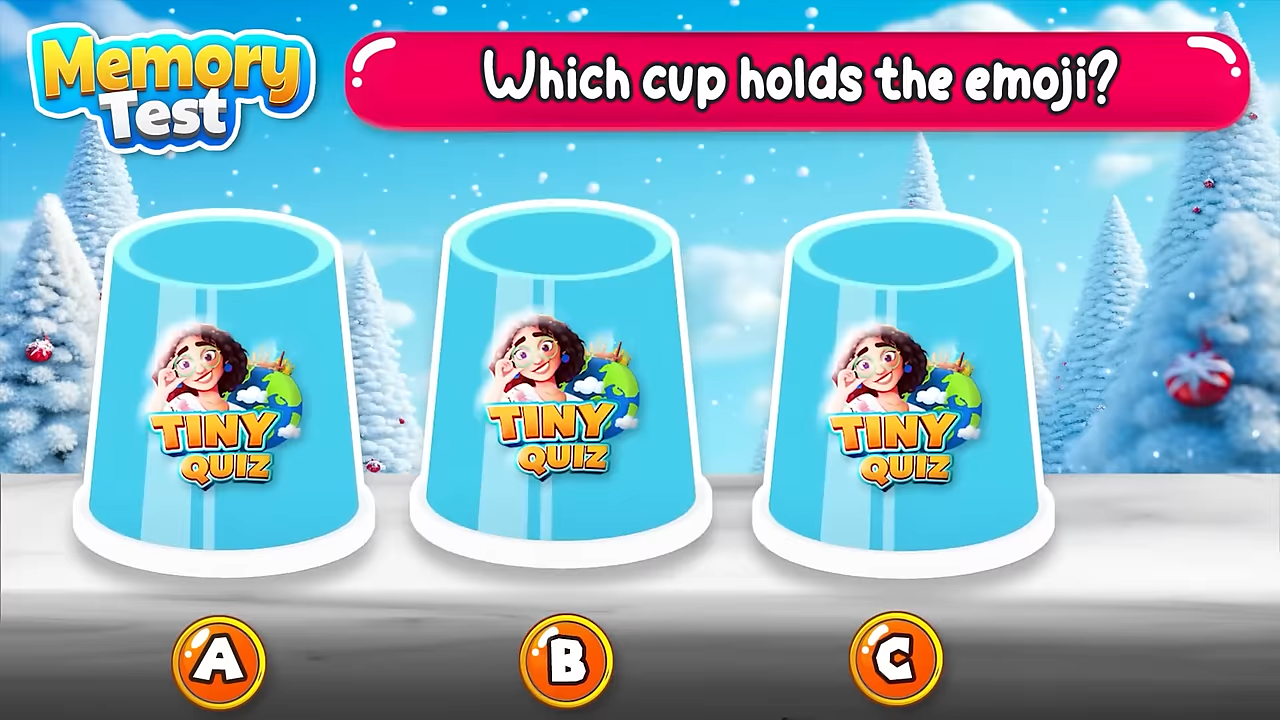 Memory
Test
Which cup holds the emoji?
TINY
QUIZ
TINY
QUIZ
TINY
QUIZ
A
B
C